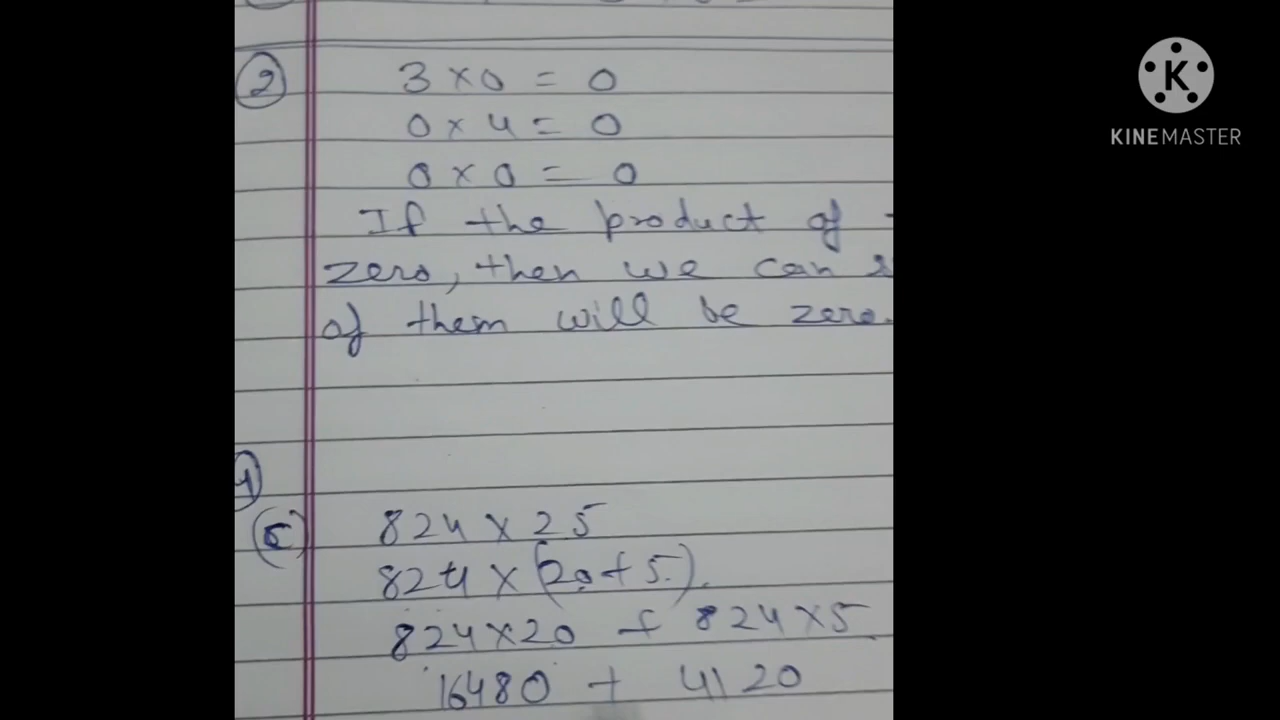 2
3 × 0 = 0
0 × 4 = 0
0 × 0 = 0
If the product of
zero, then we can
of them will be zero.
4
(c) 824 × 25
824 × (20 + 5).
824 × 20 + 824 × 5
16480 + 4120
K
KINEMASTER